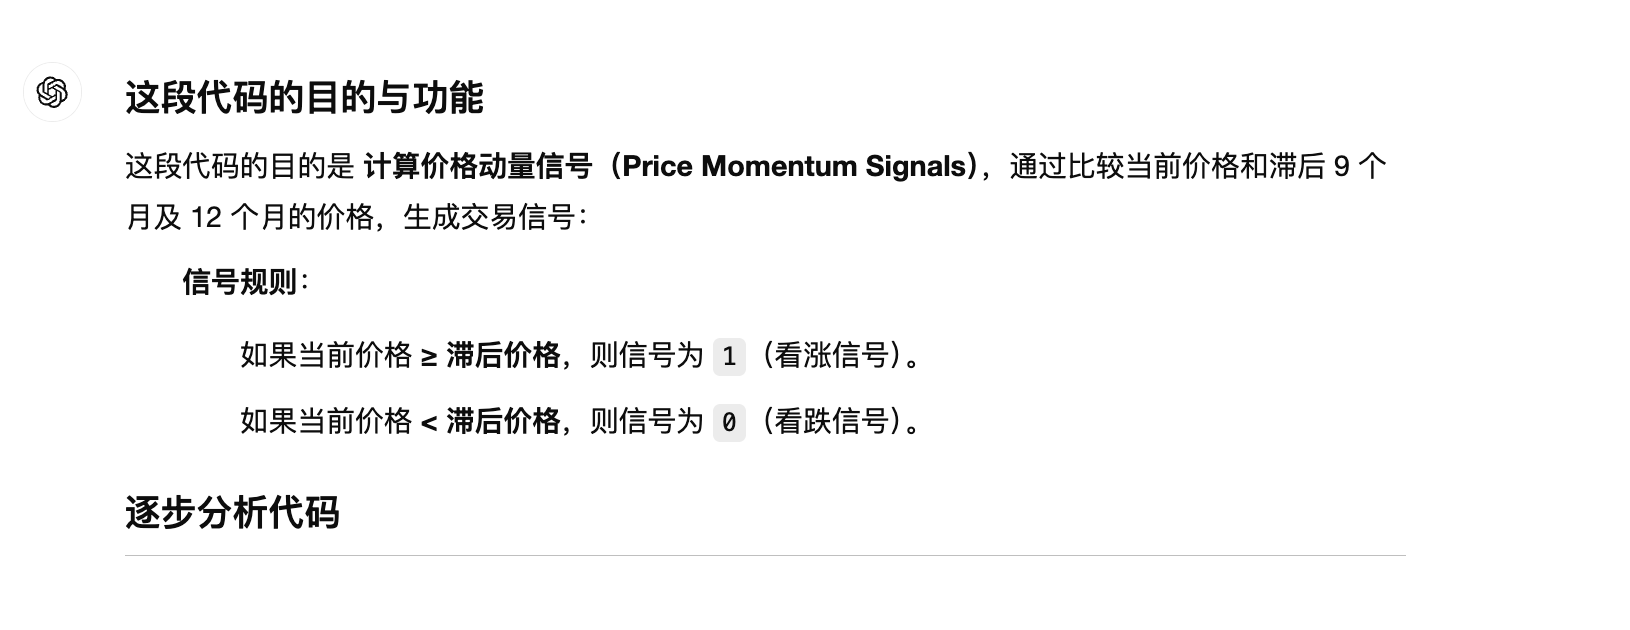 这段代码的目的与功能
这段代码的目的是 计算价格动量信号（Price Momentum Signals），通过比较当前价格和滞后 9 个
月及 12 个月的价格，生成交易信号：
信号规则：
如果当前价格 ≥ 滞后价格，则信号为 1（看涨信号）。
如果当前价格 < 滞后价格，则信号为 0（看跌信号）。
逐步分析代码